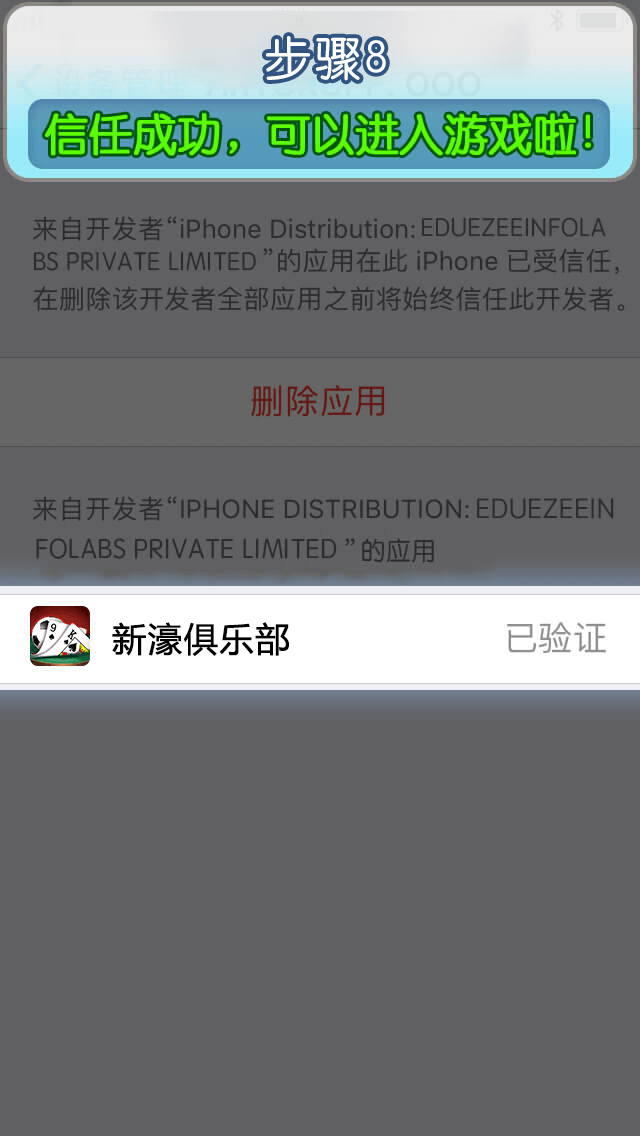 步骤8
信任成功，可以进入游戏啦！
来自开发者“iPhone Distribution: EDUEZEEINFOLA
BS PRIVATE LIMITED ”的应用在此 iPhone 已受信任，
在删除该开发者全部应用之前将始终信任此开发者。
删除应用
来自开发者“IPHONE DISTRIBUTION: EDUEZEEIN
FOLABS PRIVATE LIMITED ” 的应用
新濠俱乐部 已验证